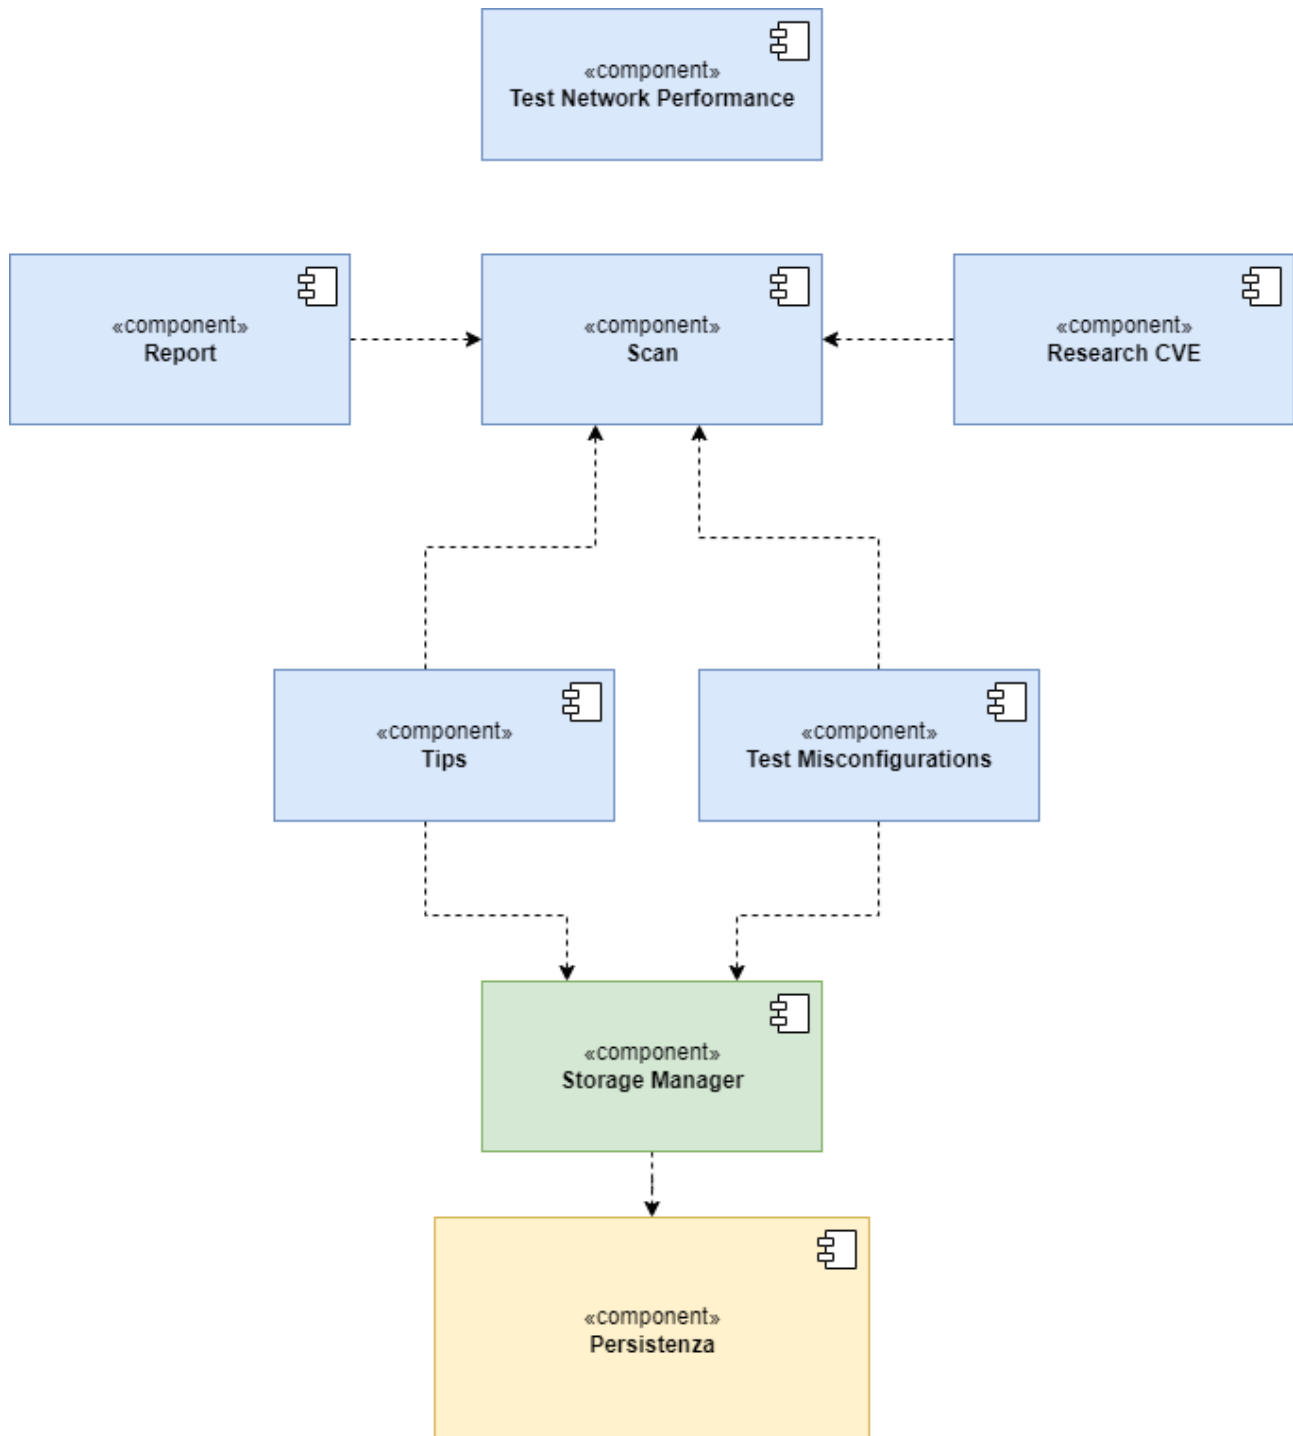 «component»
Test Network Performance
«component»
Report
«component»
Scan
«component»
Research CVE
«component»
Tips
«component»
Test Misconfigurations
«component»
Storage Manager
«component»
Persistenza